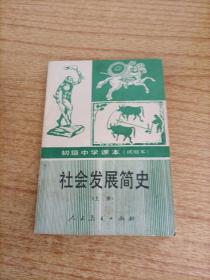 初级中学课本（试用本）
社会发展简史
（上册）
人民教育出版社